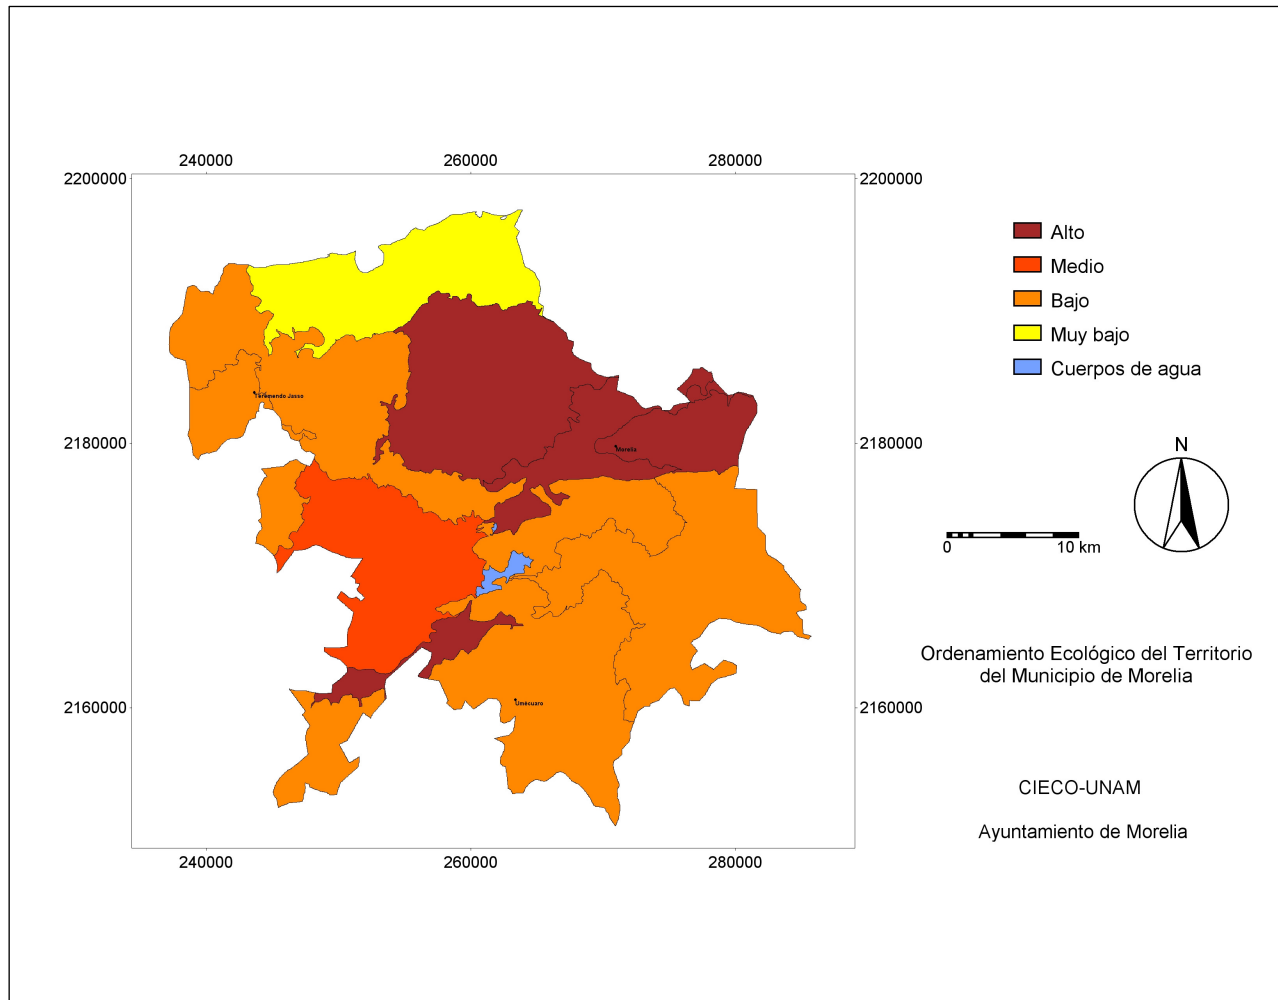 240000 260000 280000
2200000 2200000
Alto
Medio
Bajo
Muy bajo
Cuerpos de agua
Teremendo Jasso
2180000 2180000
Morelia
N
0 10 km
Ordenamiento Ecológico del Territorio
del Municipio de Morelia
2160000 2160000
Umécuaro
CIECO-UNAM
Ayuntamiento de Morelia
240000 260000 280000